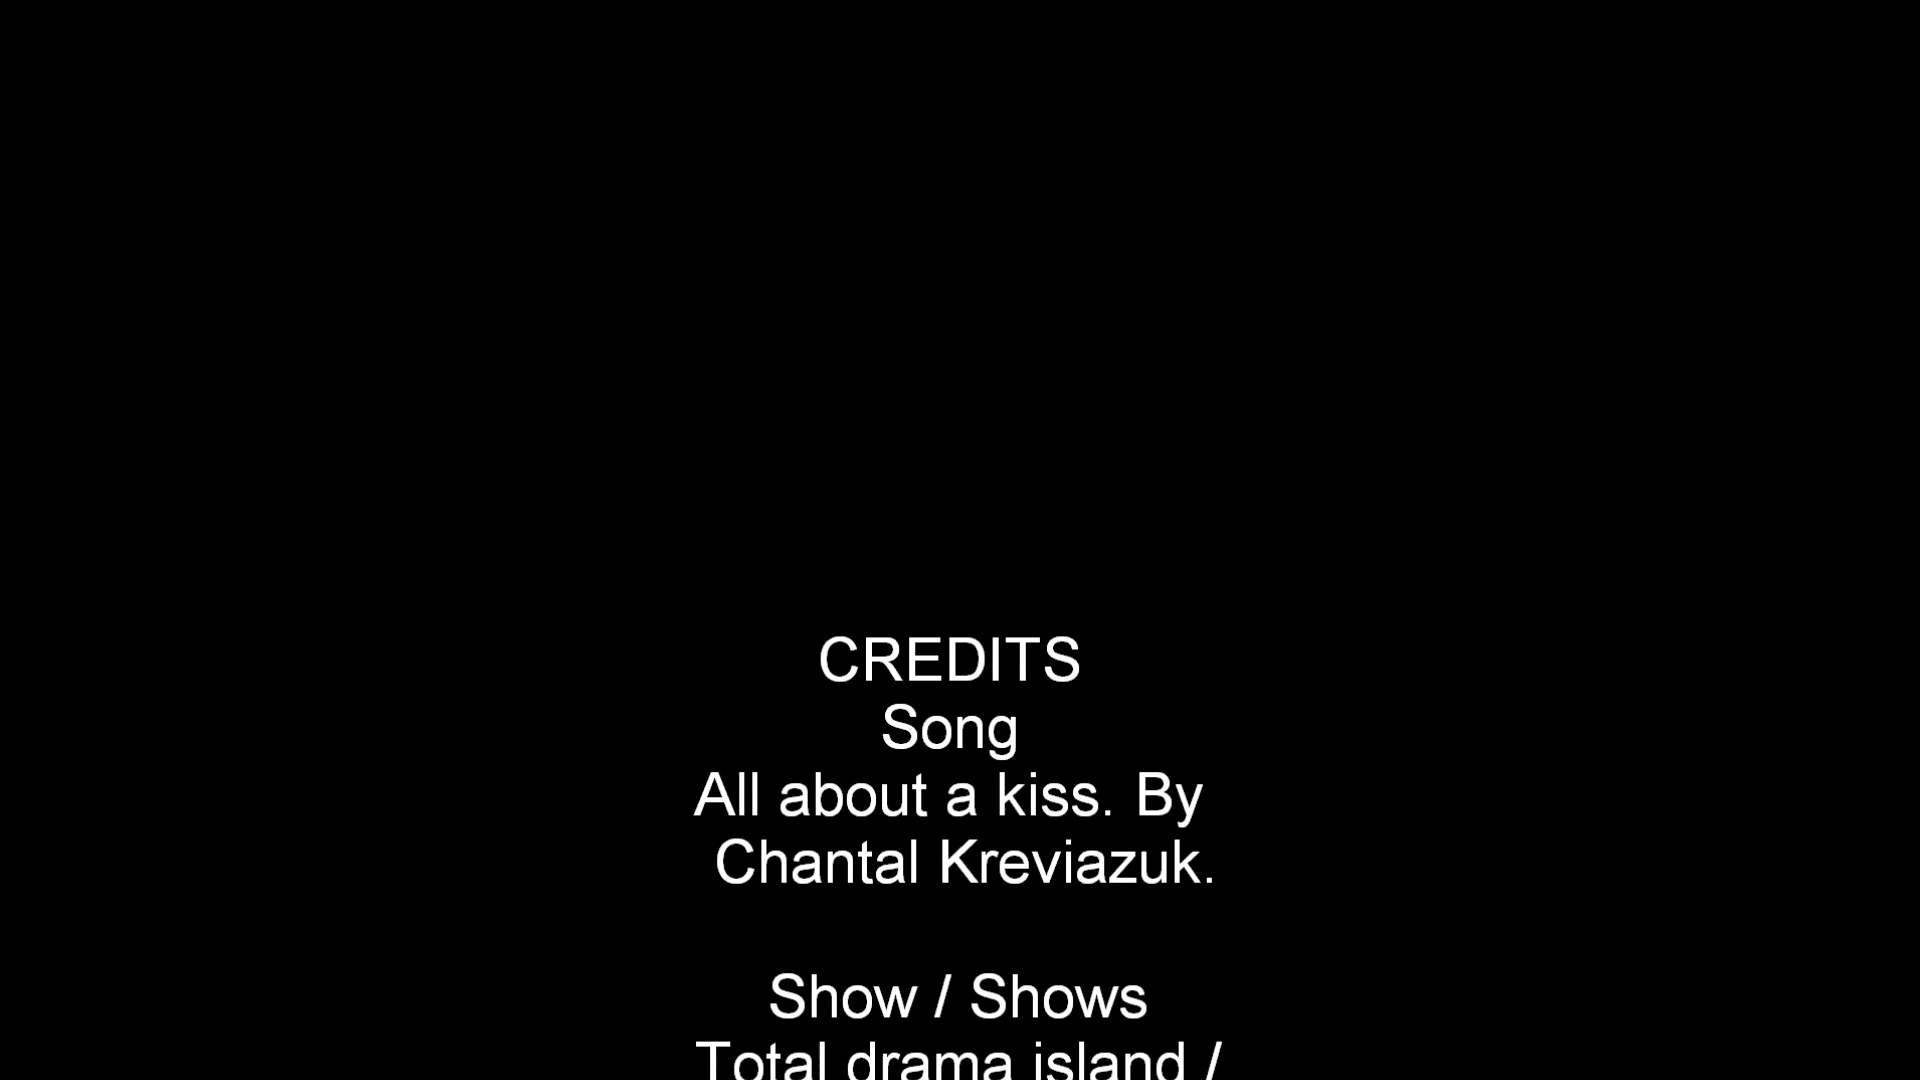 CREDITS
Song
All about a kiss. By
Chantal Kreviazuk.
Show / Shows
Total drama island /